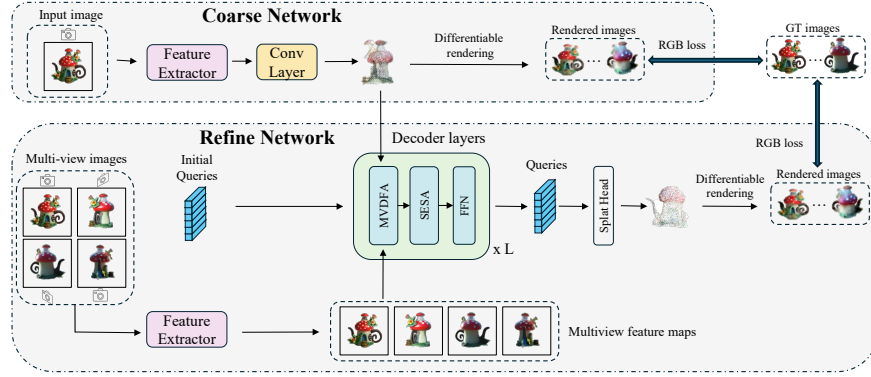 Coarse Network
Input image
Feature
Extractor
Conv
Layer
Differentiable
rendering
Rendered images
RGB loss
GT images
Refine Network
Multi-view images
Initial
Queries
Decoder layers
MVDFA
SESA
FFN
x L
Queries
Splat Head
Differentiable
rendering
RGB loss
Rendered images
Feature
Extractor
Multiview feature maps